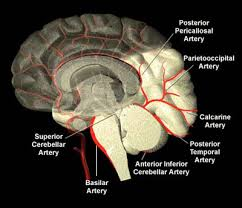 Posterior
Pericallosal
Artery
Parietooccipital
Artery
Calcarine
Artery
Posterior
Temporal
Artery
Superior
Cerebellar
Artery
Anterior Inferior
Cerebellar Artery
Basilar
Artery